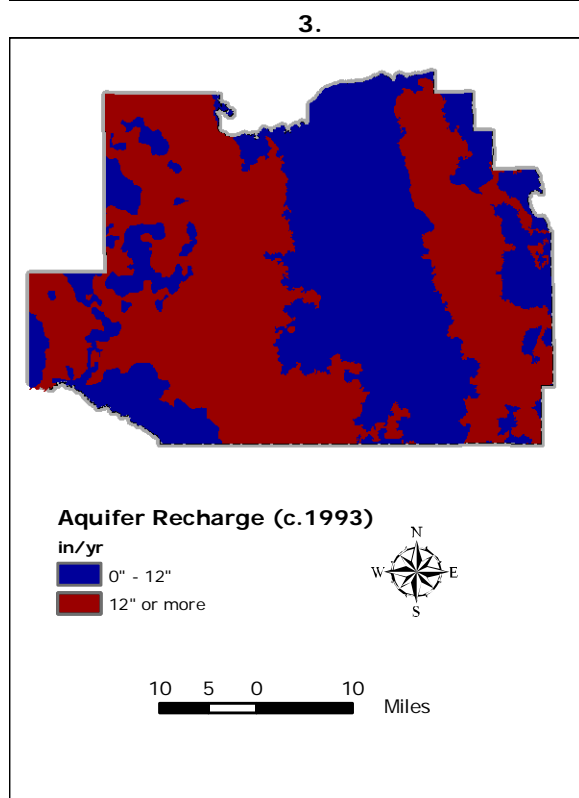 3.
Aquifer Recharge (c.1993)
in/yr
0" - 12"
12" or more
N
W E
S
10 5 0 10
Miles